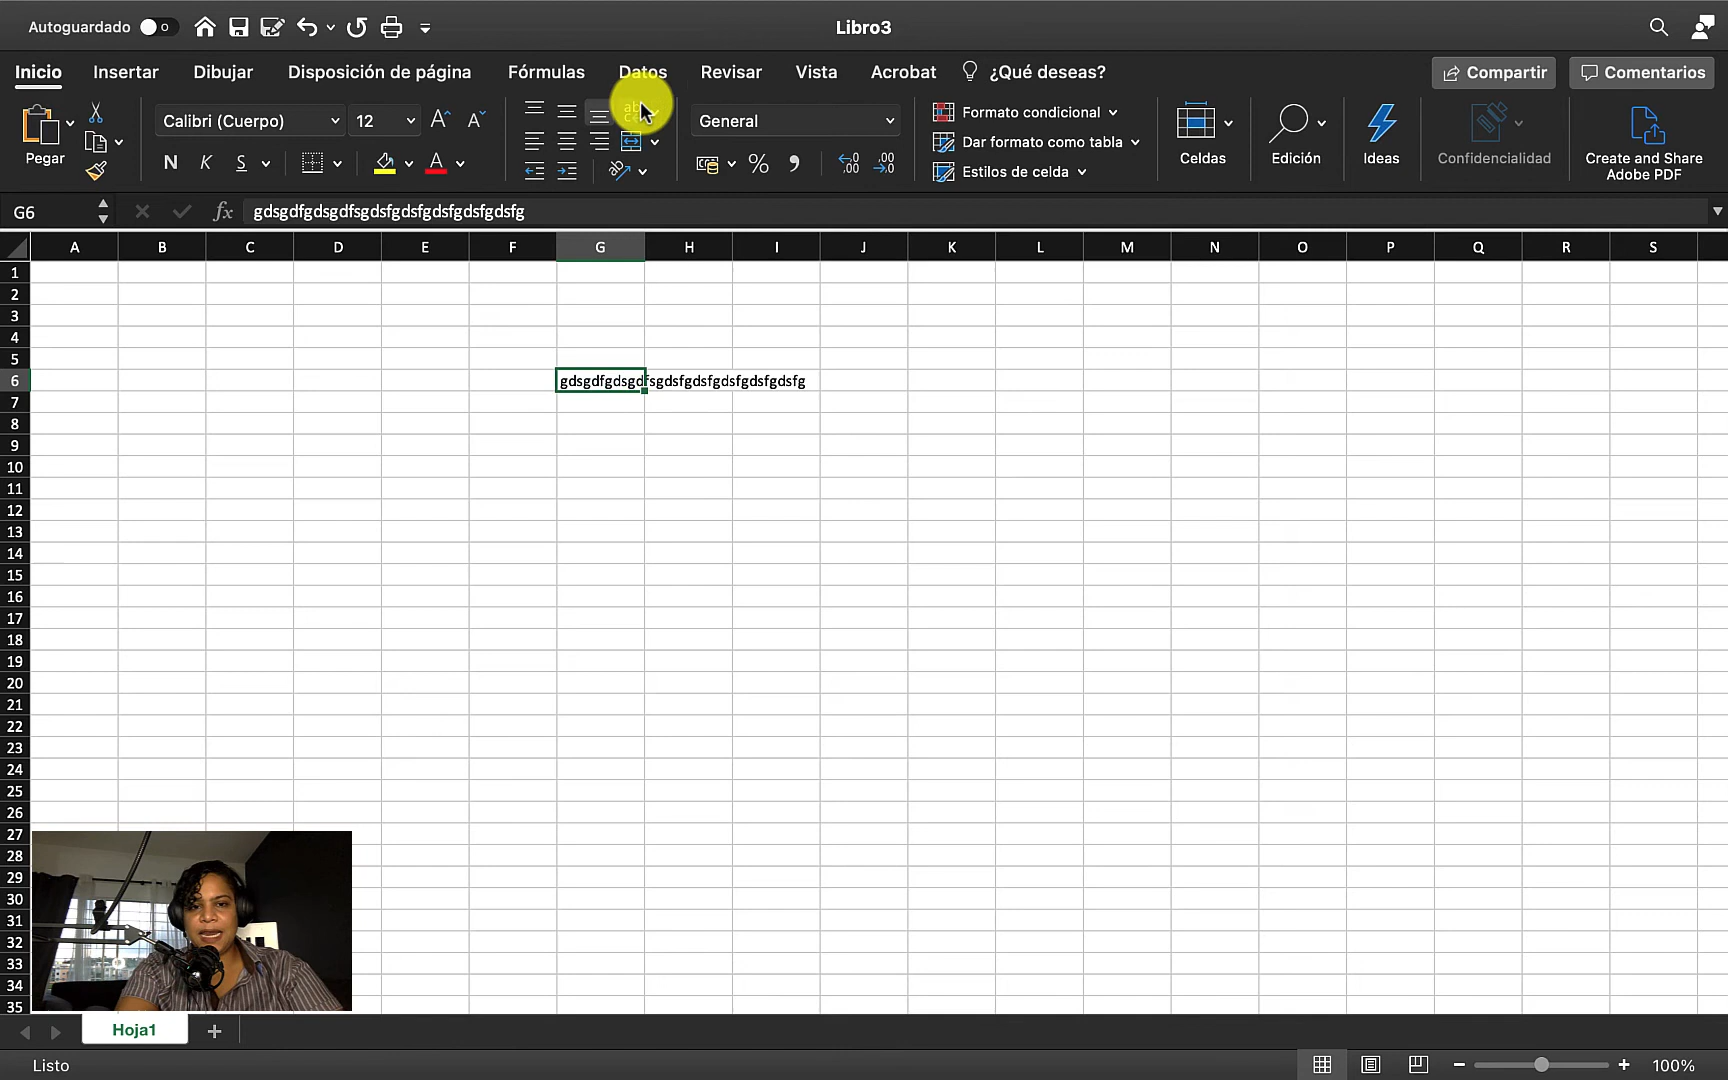 Autoguardado
Libro3
Inicio Insertar Dibujar Disposición de página Fórmulas Datos Revisar Vista Acrobat ¿Qué deseas? Compartir Comentarios
Pegar
Calibri (Cuerpo) 12
N K S
General
%
Formato condicional
Dar formato como tabla
Estilos de celda
Celdas
Edición
Ideas
Confidencialidad
Create and Share
Adobe PDF
G6 fx gdsgdfgdsgdfsgdsfgdsfgdsfgdsfgdsfg
A B C D E F G H I J K L M N O P Q R S
1
2
3
4
5
6 gdsgdfgdsgdfsgdsfgdsfgdsfgdsfgdsfg
7
8
9
10
11
12
13
14
15
16
17
18
19
20
21
22
23
24
25
26
27
28
29
30
31
32
33
34
35
Hoja1
Listo 100%